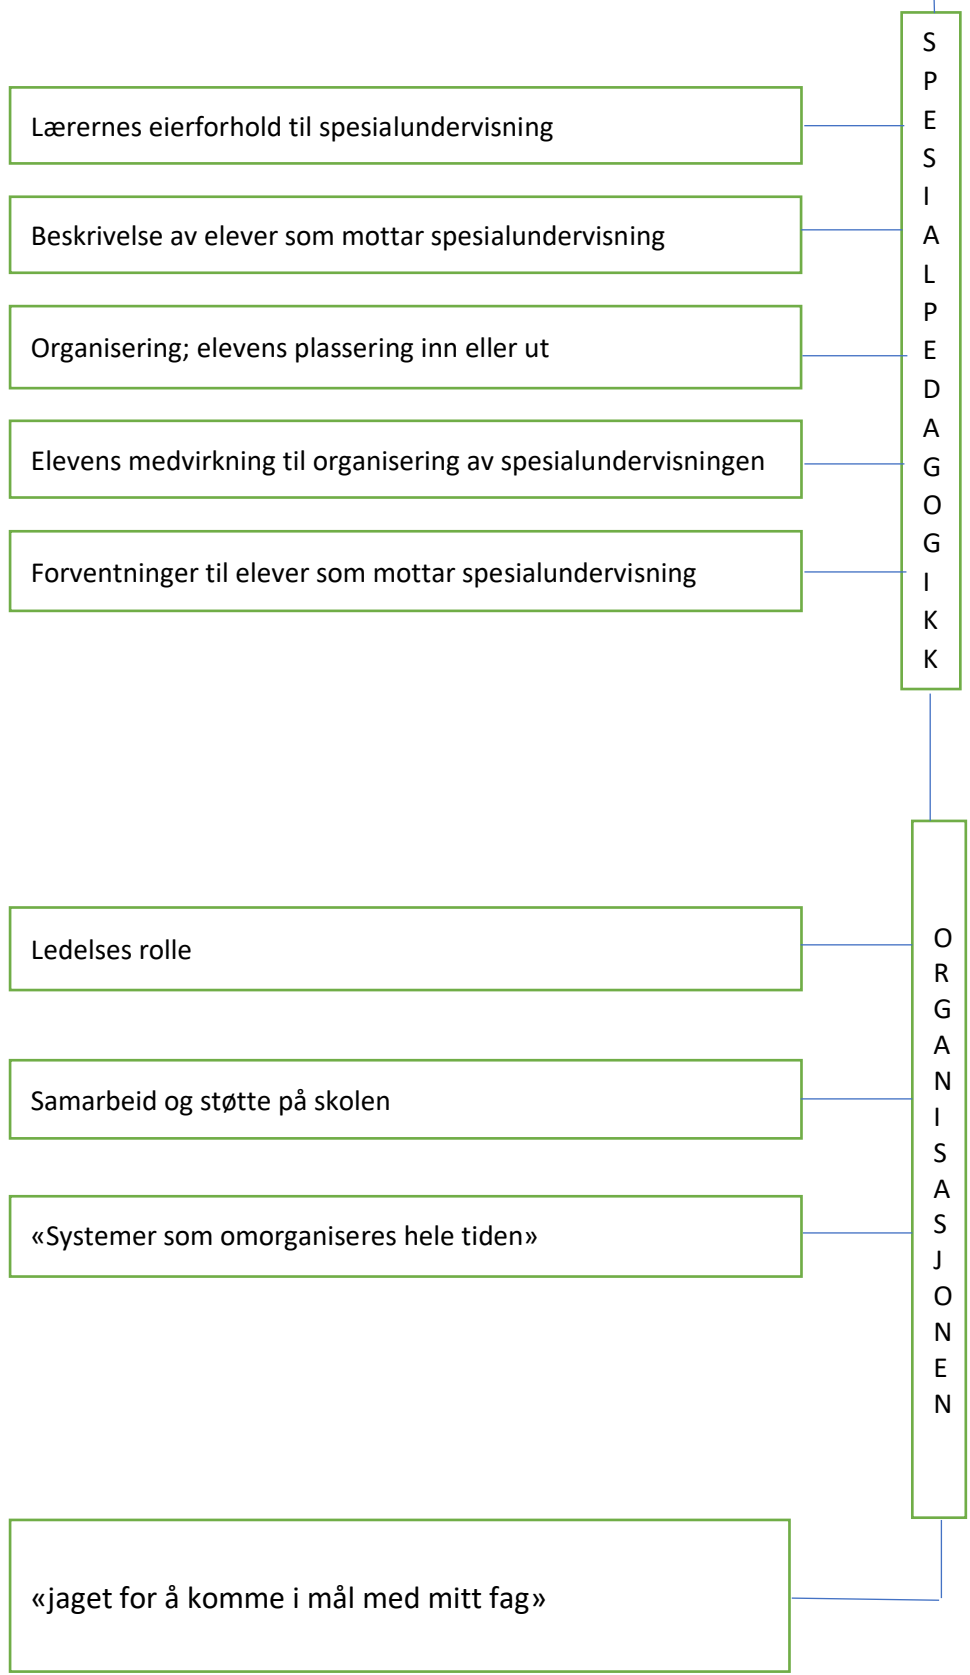 SPESIALPEDAGOGIKK
Lærernes eierforhold til spesialundervisning
Beskrivelse av elever som mottar spesialundervisning
Organisering; elevens plassering inn eller ut
Elevens medvirkning til organisering av spesialundervisningen
Forventninger til elever som mottar spesialundervisning
ORGANISASJONEN
Ledelses rolle
Samarbeid og støtte på skolen
«Systemer som omorganiseres hele tiden»
«jaget for å komme i mål med mitt fag»